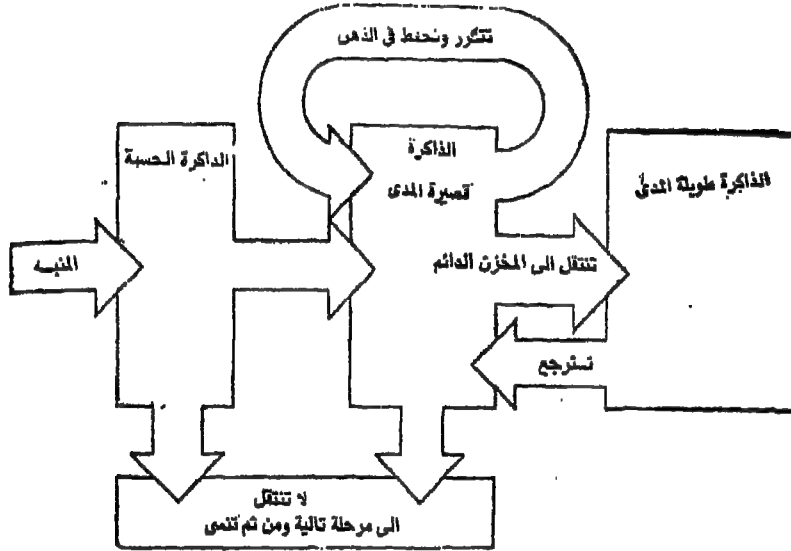 تتكرر وتحفظ في الذهن
الذاكرة الحسية
الذاكرة
قصيرة المدى
الذاكرة طويلة المدى
المنبه
تنتقل الى المخزن الدائم
تسترجع
لا تنتقل
الى مرحلة تالية ومن ثم تنسى